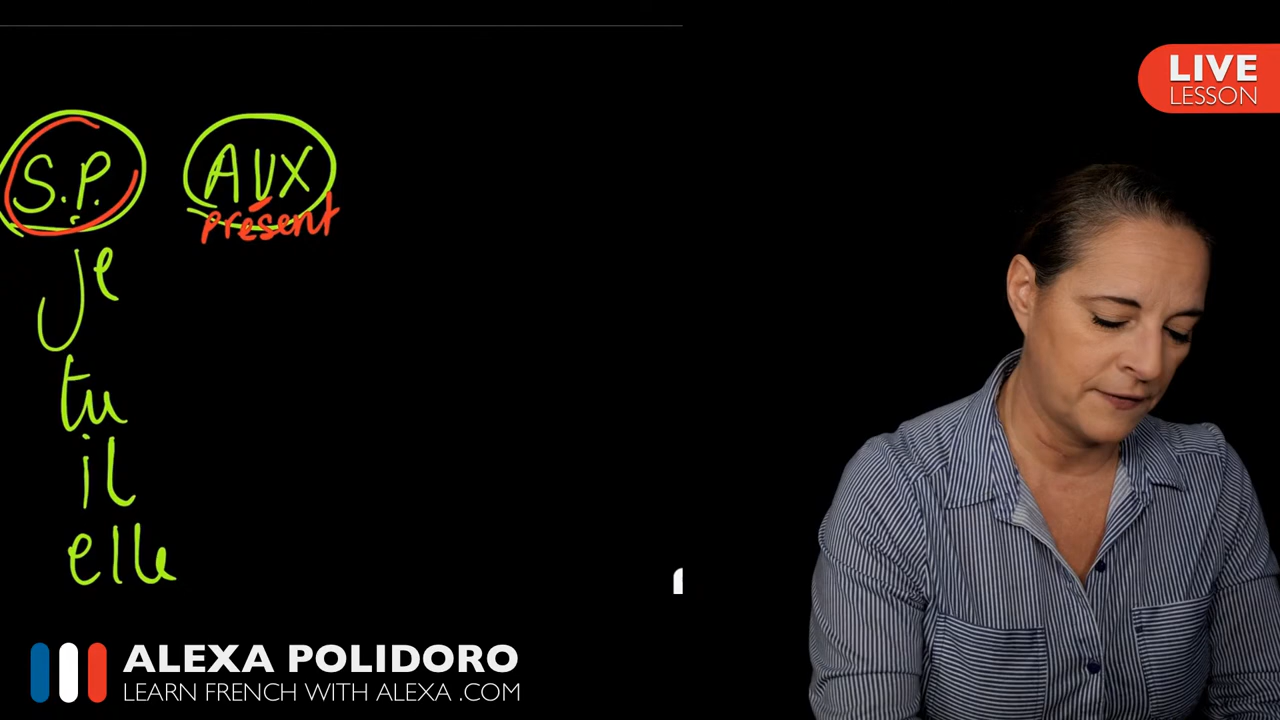 S.P. AUX
présent
je
tu
il
elle
LIVE
LESSON
ALEXA POLIDORO
LEARN FRENCH WITH ALEXA .COM